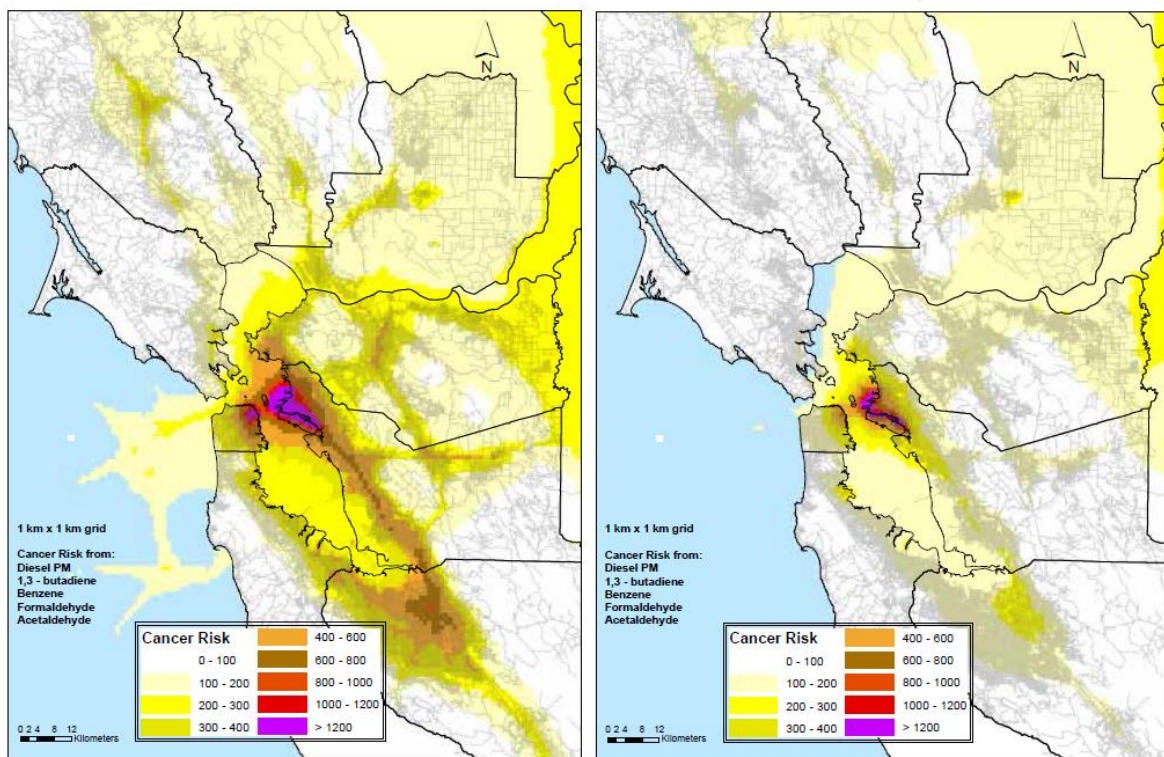 N
1 km x 1 km grid
Cancer Risk from:
Diesel PM
1,3 - butadiene
Benzene
Formaldehyde
Acetaldehyde
Cancer Risk
0 - 100
100 - 200
200 - 300
300 - 400
400 - 600
600 - 800
800 - 1000
1000 - 1200
> 1200
0 2 4 8 12
Kilometers
N
1 km x 1 km grid
Cancer Risk from:
Diesel PM
1,3 - butadiene
Benzene
Formaldehyde
Acetaldehyde
Cancer Risk
0 - 100
100 - 200
200 - 300
300 - 400
400 - 600
600 - 800
800 - 1000
1000 - 1200
> 1200
0 2 4 8 12
Kilometers